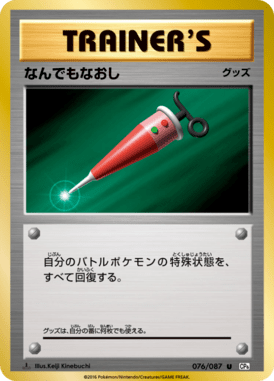 TRAINER'S
なんでもなおし
グッズ
自分のバトルポケモンの特殊状態を、
すべて回復する。
グッズは、自分の番に何枚でも使える。
Illus.Keiji Kinebuchi
076/087 U CP6
©2016 Pokémon/Nintendo/Creatures/GAME FREAK.